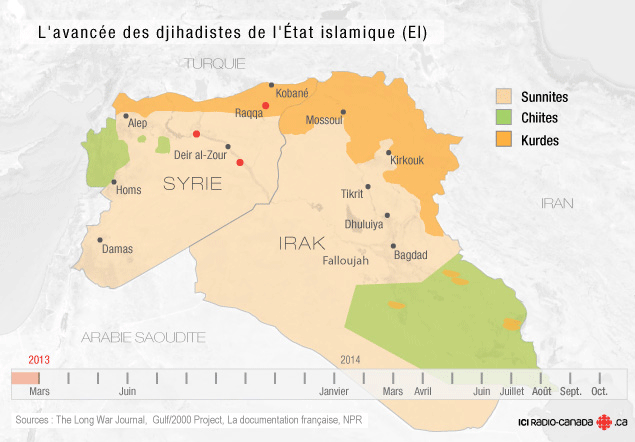 L'avancée des djihadistes de l'État islamique (EI)
TURQUIE
Kobané
Sunnites
Raqqa
Alep
Mossoul
Chiites
Kurdes
Deir al-Zour
Kirkouk
SYRIE
Homs
Tikrit
IRAN
Dhuluiya
Damas
IRAK
Bagdad
Falloujah
ARABIE SAOUDITE
2013
2014
Mars
Juin
Janvier
Mars
Avril
Juin
Juillet
Août
Sept.
Oct.
Sources : The Long War Journal, Gulf/2000 Project, La documentation française, NPR
ICI RADIO-CANADA.ca